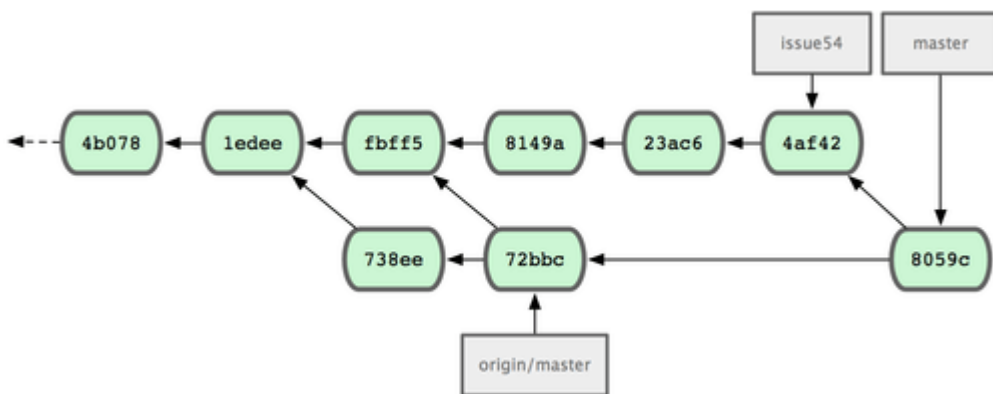 issue54
master
4b078
1edee
fbff5
8149a
23ac6
4af42
738ee
72bbc
8059c
origin/master